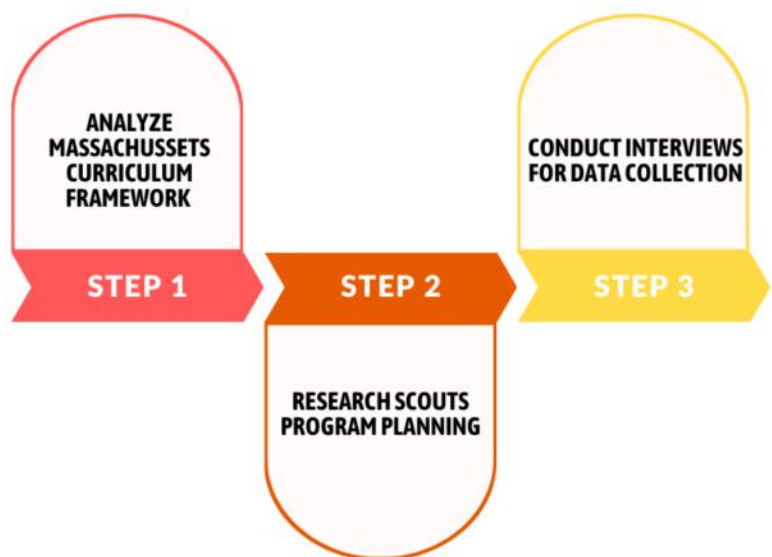 ANALYZE
MASSACHUSSETS
CURRICULUM
FRAMEWORK
STEP 1
STEP 2
RESEARCH SCOUTS
PROGRAM PLANNING
CONDUCT INTERVIEWS
FOR DATA COLLECTION
STEP 3